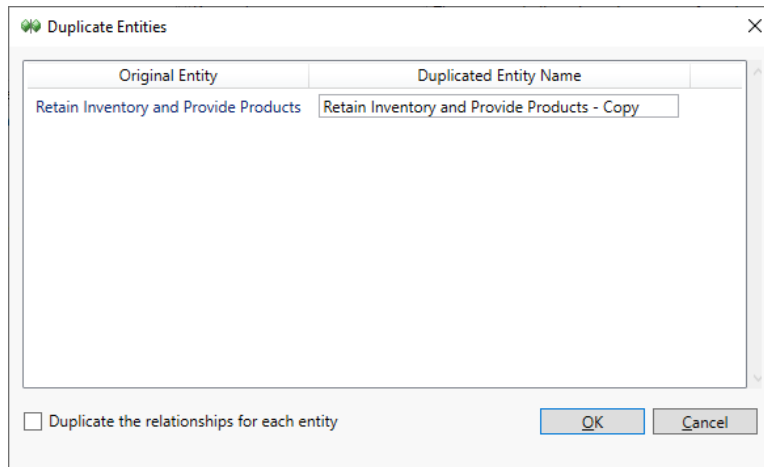 Duplicate Entities
Original Entity Duplicated Entity Name
Retain Inventory and Provide Products Retain Inventory and Provide Products - Copy
Duplicate the relationships for each entity OK Cancel